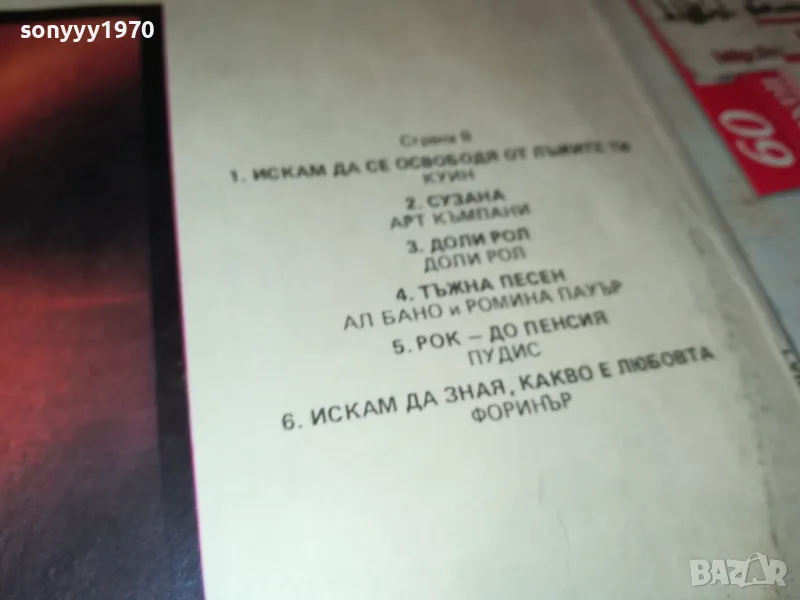 sonyyy1970
Страна В
1. ИСКАМ ДА СЕ ОСВОБОДЯ ОТ ЛЪЖИТЕ ТИ
КУИН
2. СУЗАНА
АРТ КЪМПАНИ
3. ДОЛИ РОЛ
ДОЛИ РОЛ
4. ТЪЖНА ПЕСЕН
АЛ БАНО и РОМИНА ПАУЪР
5. РОК – ДО ПЕНСИЯ
ПУДИС
6. ИСКАМ ДА ЗНАЯ, КАКВО Е ЛЮБОВТА
ФОРИНЪР
60
BAZAR